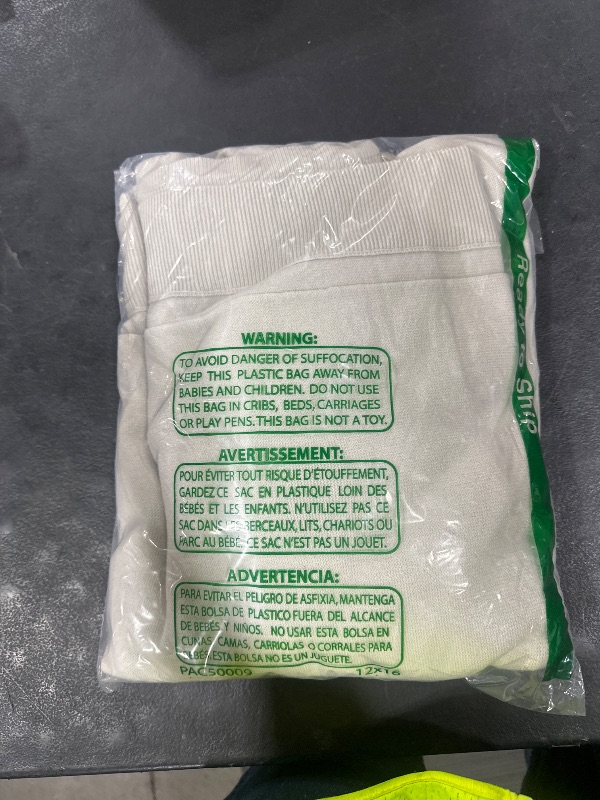 WARNING:
TO AVOID DANGER OF SUFFOCATION,
KEEP THIS PLASTIC BAG AWAY FROM
BABIES AND CHILDREN. DO NOT USE
THIS BAG IN CRIBS, BEDS, CARRIAGES
OR PLAY PENS. THIS BAG IS NOT A TOY.
AVERTISSEMENT:
POUR ÉVITER TOUT RISQUE D'ÉTOUFFEMENT,
GARDEZ CE SAC EN PLASTIQUE LOIN DES
BÉBÉS ET LES ENFANTS. N'UTILISEZ PAS CE
SAC DANS LES BERCEAUX, LITS, CHARIOTS OU
PARC AU BÉBÉ. CE SAC N'EST PAS UN JOUET.
ADVERTENCIA:
PARA EVITAR EL PELIGRO DE ASFIXIA, MANTENGA
ESTA BOLSA DE PLASTICO FUERA DEL ALCANCE
DE BEBÉS Y NIÑOS. NO USAR ESTA BOLSA EN
CUNAS, CAMAS, CARRIOLAS O CORRALES PARA
BEBÉS ESTA BOLSA NO ES UN JUGUETE.
PAC50009 12X16
Ready to Ship